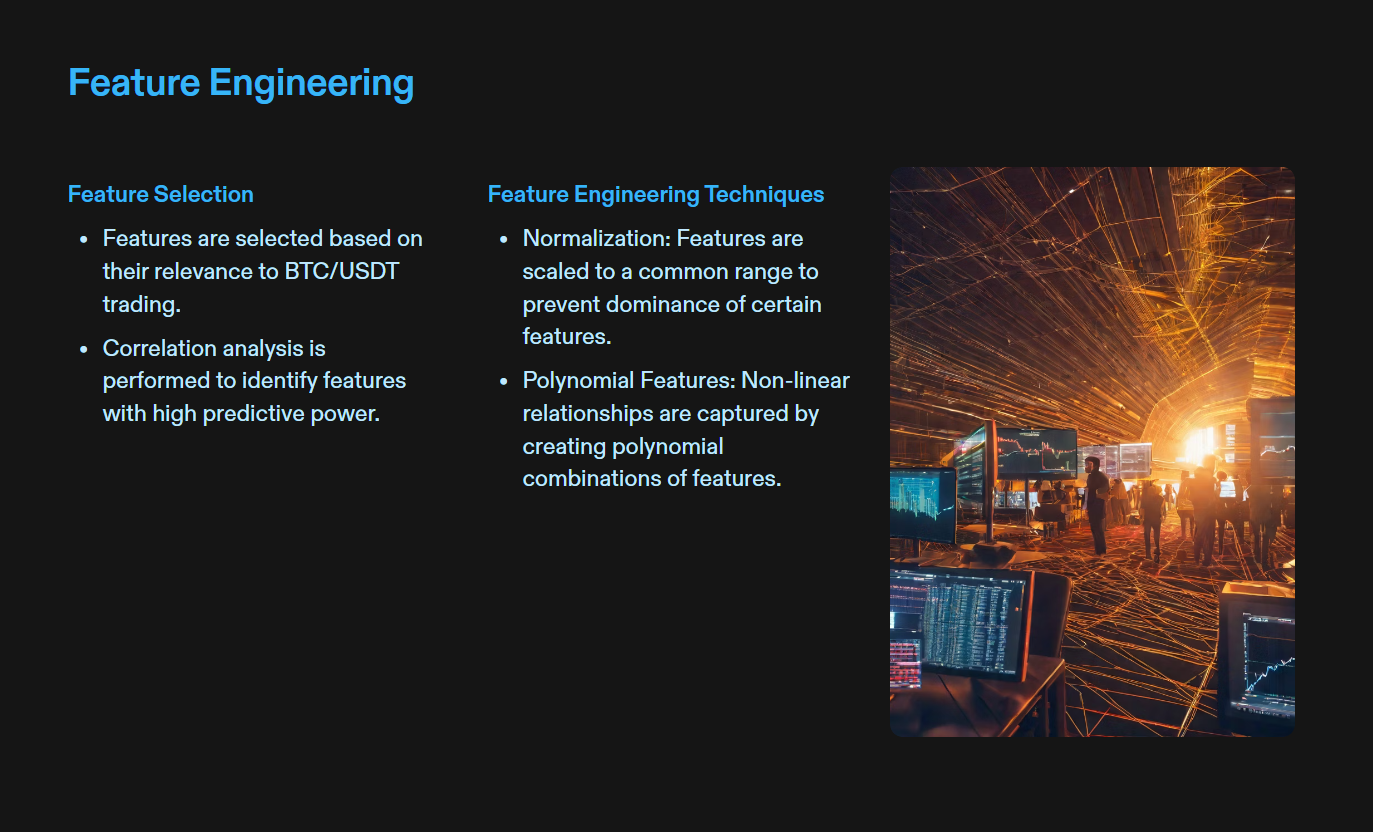 Feature Engineering
Feature Selection
• Features are selected based on
their relevance to BTC/USDT
trading.
• Correlation analysis is
performed to identify features
with high predictive power.
Feature Engineering Techniques
• Normalization: Features are
scaled to a common range to
prevent dominance of certain
features.
• Polynomial Features: Non-linear
relationships are captured by
creating polynomial
combinations of features.